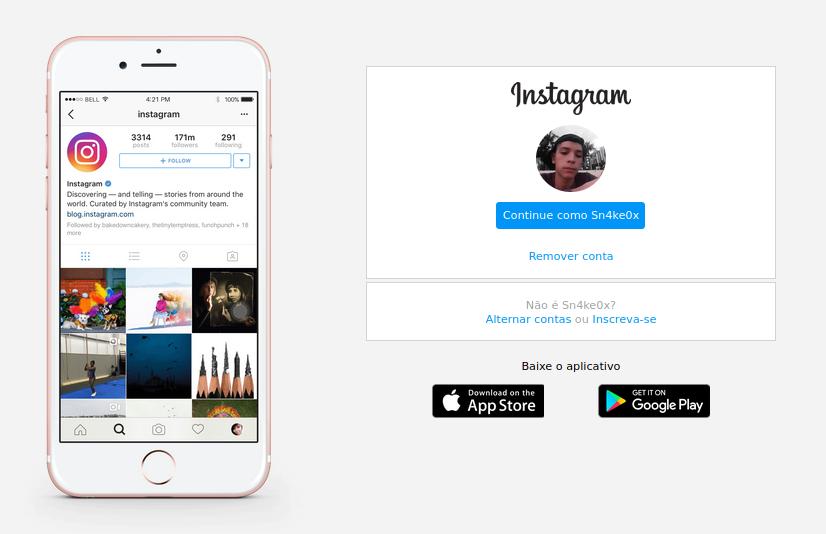 BELL 4:21 PM 100%
instagram
3314 171m 291
posts followers following
+ FOLLOW
Instagram
Discovering — and telling — stories from around the
world. Curated by Instagram's community team.
blog.instagram.com
Followed by bakedowncakery, thetinytemptress, funchpunch + 18
more
Instagram
Continue como Sn4ke0x
Remover conta
Não é Sn4ke0x?
Alternar contas ou Inscreva-se
Baixe o aplicativo
Download on the
App Store
GET IT ON
Google Play